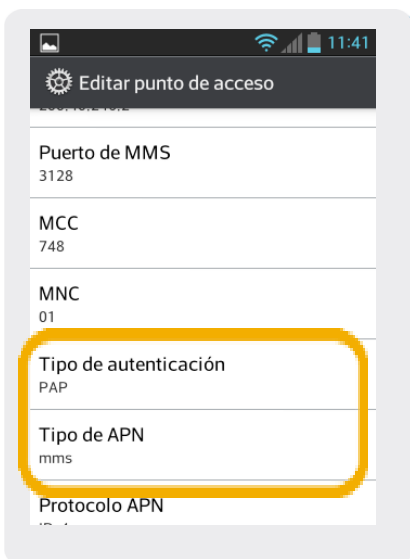 11:41
Editar punto de acceso
Puerto de MMS
3128
MCC
748
MNC
01
Tipo de autenticación
PAP
Tipo de APN
mms
Protocolo APN